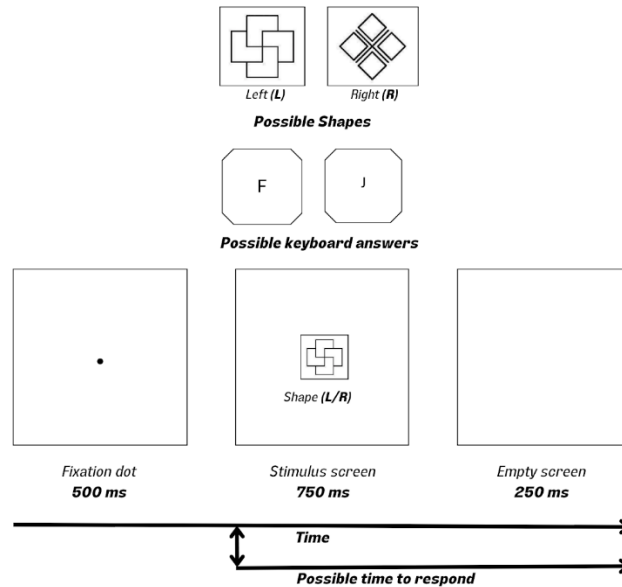 Left (L) Right (R)
Possible Shapes
F J
Possible keyboard answers
Shape (L/R)
Fixation dot Stimulus screen Empty screen
500 ms 750 ms 250 ms
Time
Possible time to respond